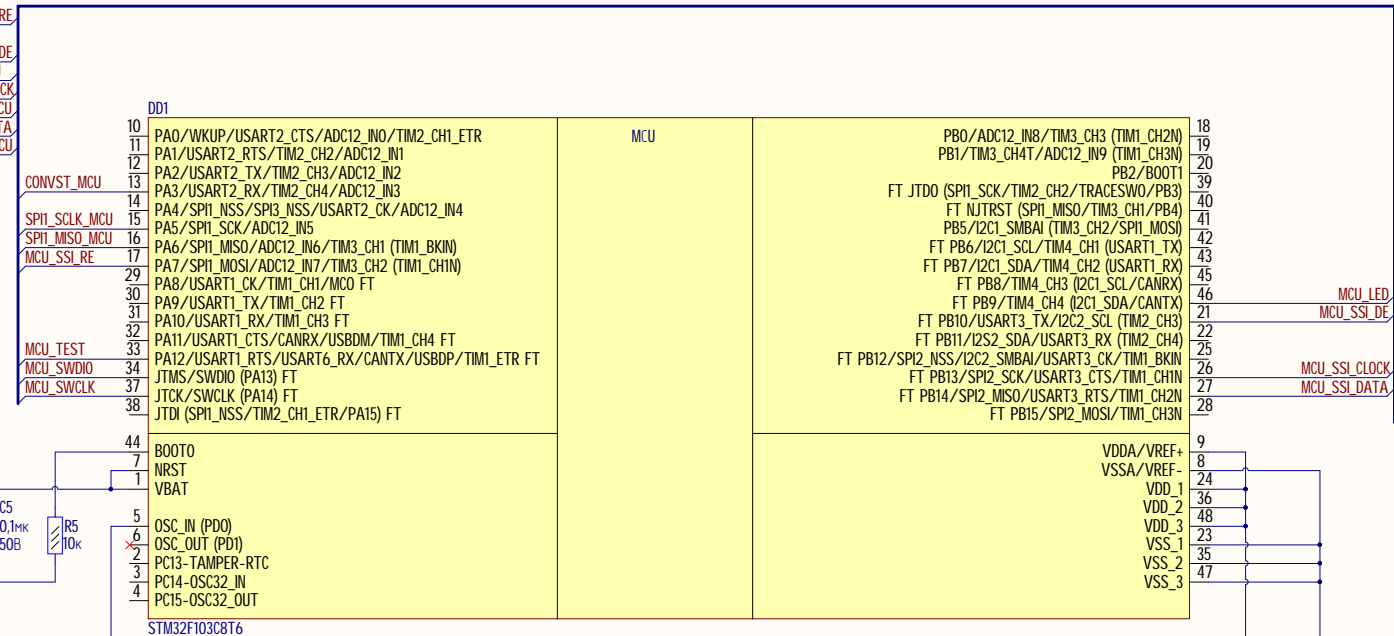 RE
DE
CK
CU
TA
CU
DD1
MCU
10 PA0/WKUP/USART2_CTS/ADC12_IN0/TIM2_CH1_ETR
11 PA1/USART2_RTS/TIM2_CH2/ADC12_IN1
12 PA2/USART2_TX/TIM2_CH3/ADC12_IN2
CONVST_MCU 13 PA3/USART2_RX/TIM2_CH4/ADC12_IN3
14 PA4/SPI1_NSS/SPI3_NSS/USART2_CK/ADC12_IN4
SPI1_SCLK_MCU 15 PA5/SPI1_SCK/ADC12_IN5
SPI1_MISO_MCU 16 PA6/SPI1_MISO/ADC12_IN6/TIM3_CH1 (TIM1_BKIN)
MCU_SSI_RE 17 PA7/SPI1_MOSI/ADC12_IN7/TIM3_CH2 (TIM1_CH1N)
29 PA8/USART1_CK/TIM1_CH1/MCO FT
30 PA9/USART1_TX/TIM1_CH2 FT
31 PA10/USART1_RX/TIM1_CH3 FT
32 PA11/USART1_CTS/CANRX/USBDM/TIM1_CH4 FT
MCU_TEST 33 PA12/USART1_RTS/USART6_RX/CANTX/USBDP/TIM1_ETR FT
MCU_SWDIO 34 JTMS/SWDIO (PA13) FT
MCU_SWCLK 37 JTCK/SWCLK (PA14) FT
38 JTDI (SPI1_NSS/TIM2_CH1_ETR/PA15) FT
44 BOOT0
7 NRST
1 VBAT
5 OSC_IN (PD0)
6 OSC_OUT (PD1)
2 PC13-TAMPER-RTC
3 PC14-OSC32_IN
4 PC15-OSC32_OUT
PB0/ADC12_IN8/TIM3_CH3 (TIM1_CH2N) 18
PB1/TIM3_CH4T/ADC12_IN9 (TIM1_CH3N) 19
PB2/BOOT1 20
FT JTDO (SPI1_SCK/TIM2_CH2/TRACESWO/PB3) 39
FT NJTRST (SPI1_MISO/TIM3_CH1/PB4) 40
PB5/I2C1_SMBAI (TIM3_CH2/SPI1_MOSI) 41
FT PB6/I2C1_SCL/TIM4_CH1 (USART1_TX) 42
FT PB7/I2C1_SDA/TIM4_CH2 (USART1_RX) 43
FT PB8/TIM4_CH3 (I2C1_SCL/CANRX) 45
FT PB9/TIM4_CH4 (I2C1_SDA/CANTX) 46 MCU_LED
FT PB10/USART3_TX/I2C2_SCL (TIM2_CH3) 21 MCU_SSI_DE
FT PB11/I2S2_SDA/USART3_RX (TIM2_CH4) 22
FT PB12/SPI2_NSS/I2C2_SMBAI/USART3_CK/TIM1_BKIN 25
FT PB13/SPI2_SCK/USART3_CTS/TIM1_CH1N 26 MCU_SSI_CLOCK
FT PB14/SPI2_MISO/USART3_RTS/TIM1_CH2N 27 MCU_SSI_DATA
FT PB15/SPI2_MOSI/TIM1_CH3N 28
VDDA/VREF+ 9
VSSA/VREF- 8
VDD_1 24
VDD_2 36
VDD_3 48
VSS_1 23
VSS_2 35
VSS_3 47
C5
0,1мк
50В
R5
10к
STM32F103C8T6